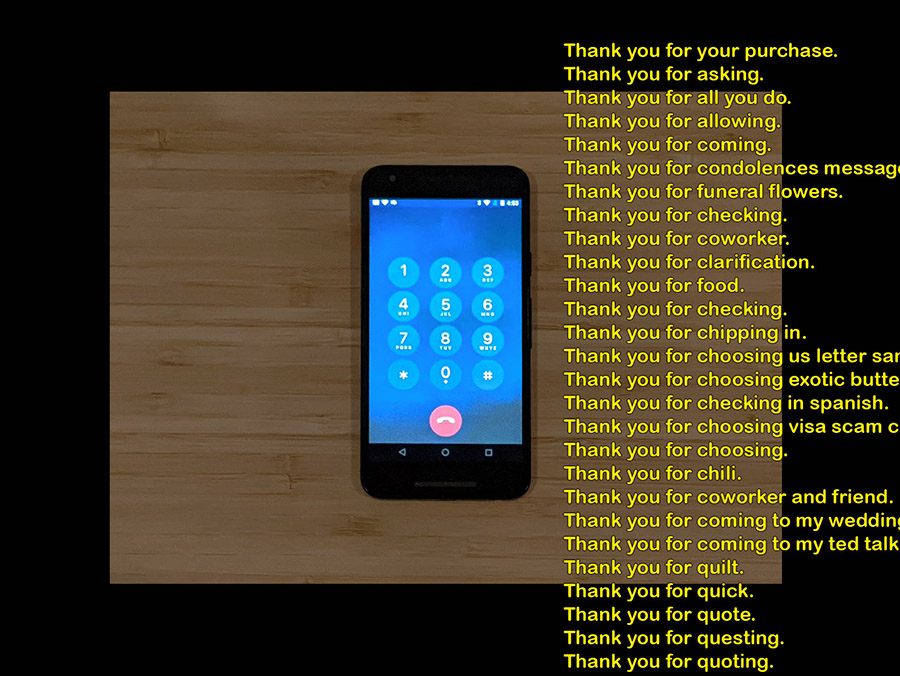 Thank you for your purchase.
Thank you for asking.
Thank you for all you do.
Thank you for allowing.
Thank you for coming.
Thank you for condolences message
Thank you for funeral flowers.
Thank you for checking.
Thank you for coworker.
Thank you for clarification.
Thank you for food.
Thank you for checking.
Thank you for chipping in.
Thank you for choosing us letter sa
Thank you for choosing exotic butte
Thank you for checking in spanish.
Thank you for choosing visa scam c
Thank you for choosing.
Thank you for chili.
Thank you for coworker and friend.
Thank you for coming to my wedding
Thank you for coming to my ted talk
Thank you for quilt.
Thank you for quick.
Thank you for quote.
Thank you for questing.
Thank you for quoting.
4:53
1 2 3
ABC DEF
4 5 6
GHI JKL MNO
7 8 9
PQRS TUV WXYZ
* 0 #
+